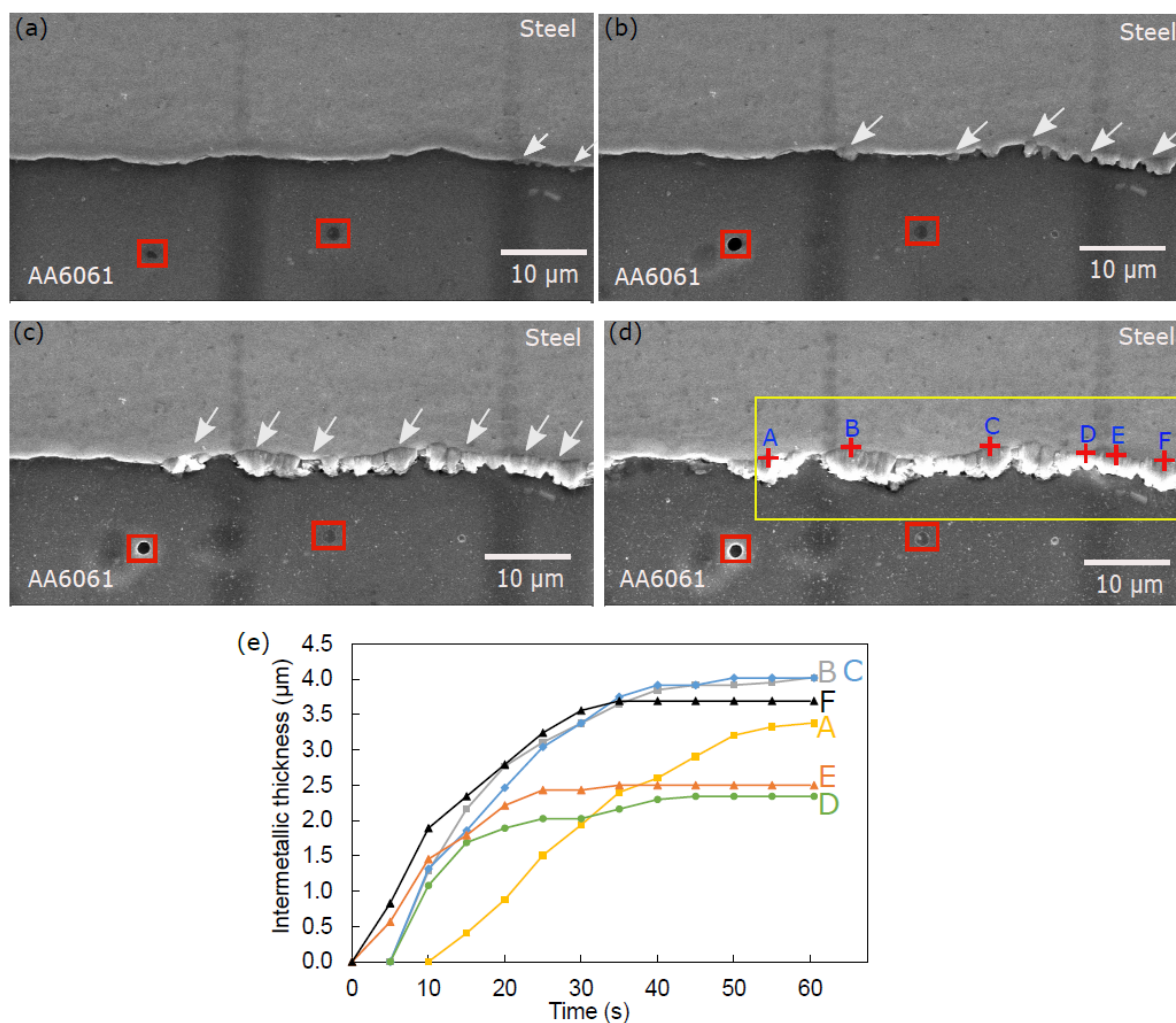 (a)
Steel
AA6061
10 µm
(b)
Steel
AA6061
10 µm
(c)
Steel
AA6061
10 µm
(d)
Steel
A
B
C
D
E
F
AA6061
10 µm
(e)
Intermetallic thickness (µm)
4.5
4.0
3.5
3.0
2.5
2.0
1.5
1.0
0.5
0.0
B C
F
A
E
D
0 10 20 30 40 50 60
Time (s)